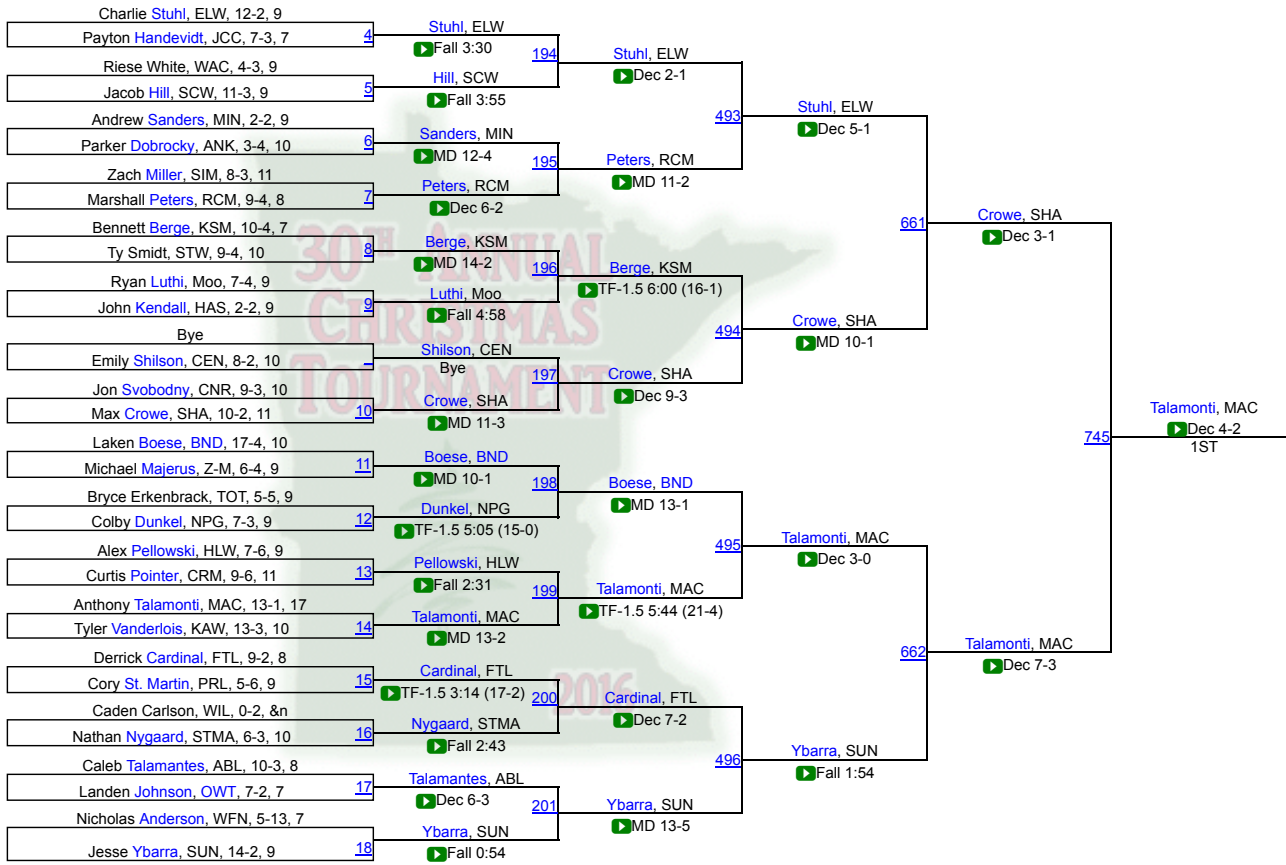 Charlie Stuhl, ELW, 12-2, 9
Payton Handevidt, JCC, 7-3, 7
4
Riese White, WAC, 4-3, 9
Jacob Hill, SCW, 11-3, 9
5
Andrew Sanders, MIN, 2-2, 9
Parker Dobrocky, ANK, 3-4, 10
6
Zach Miller, SIM, 8-3, 11
Marshall Peters, RCM, 9-4, 8
7
Bennett Berge, KSM, 10-4, 7
Ty Smidt, STW, 9-4, 10
8
Ryan Luthi, Moo, 7-4, 9
John Kendall, HAS, 2-2, 9
9
Bye
Emily Shilson, CEN, 8-2, 10
Jon Svobodny, CNR, 9-3, 10
Max Crowe, SHA, 10-2, 11
10
Laken Boese, BND, 17-4, 10
Michael Majerus, Z-M, 6-4, 9
11
Bryce Erkenbrack, TOT, 5-5, 9
Colby Dunkel, NPG, 7-3, 9
12
Alex Pellowski, HLW, 7-6, 9
Curtis Pointer, CRM, 9-6, 11
13
Anthony Talamonti, MAC, 13-1, 17
Tyler Vanderlois, KAW, 13-3, 10
14
Derrick Cardinal, FTL, 9-2, 8
Cory St. Martin, PRL, 5-6, 9
15
Caden Carlson, WIL, 0-2, &n
Nathan Nygaard, STMA, 6-3, 10
16
Caleb Talamantes, ABL, 10-3, 8
Landen Johnson, OWT, 7-2, 7
17
Nicholas Anderson, WFN, 5-13, 7
Jesse Ybarra, SUN, 14-2, 9
18
Stuhl, ELW
Fall 3:30
194
Hill, SCW
Fall 3:55
Sanders, MIN
MD 12-4
195
Peters, RCM
Dec 6-2
Berge, KSM
MD 14-2
196
Luthi, Moo
Fall 4:58
Shilson, CEN
Bye
197
Crowe, SHA
MD 11-3
Boese, BND
MD 10-1
198
Dunkel, NPG
TF-1.5 5:05 (15-0)
Pellowski, HLW
Fall 2:31
199
Talamonti, MAC
MD 13-2
Cardinal, FTL
TF-1.5 3:14 (17-2)
200
Nygaard, STMA
Fall 2:43
Talamantes, ABL
Dec 6-3
201
Ybarra, SUN
Fall 0:54
Stuhl, ELW
Dec 2-1
493
Peters, RCM
MD 11-2
Berge, KSM
TF-1.5 6:00 (16-1)
494
Crowe, SHA
Dec 9-3
Boese, BND
MD 13-1
495
Talamonti, MAC
TF-1.5 5:44 (21-4)
Cardinal, FTL
Dec 7-2
496
Ybarra, SUN
MD 13-5
Stuhl, ELW
Dec 5-1
661
Crowe, SHA
MD 10-1
Talamonti, MAC
Dec 3-0
662
Ybarra, SUN
Fall 1:54
Crowe, SHA
Dec 3-1
745
Talamonti, MAC
Dec 7-3
Talamonti, MAC
Dec 4-2
1ST
30TH ANNUAL
CHRISTMAS
TOURNAMENT
2016